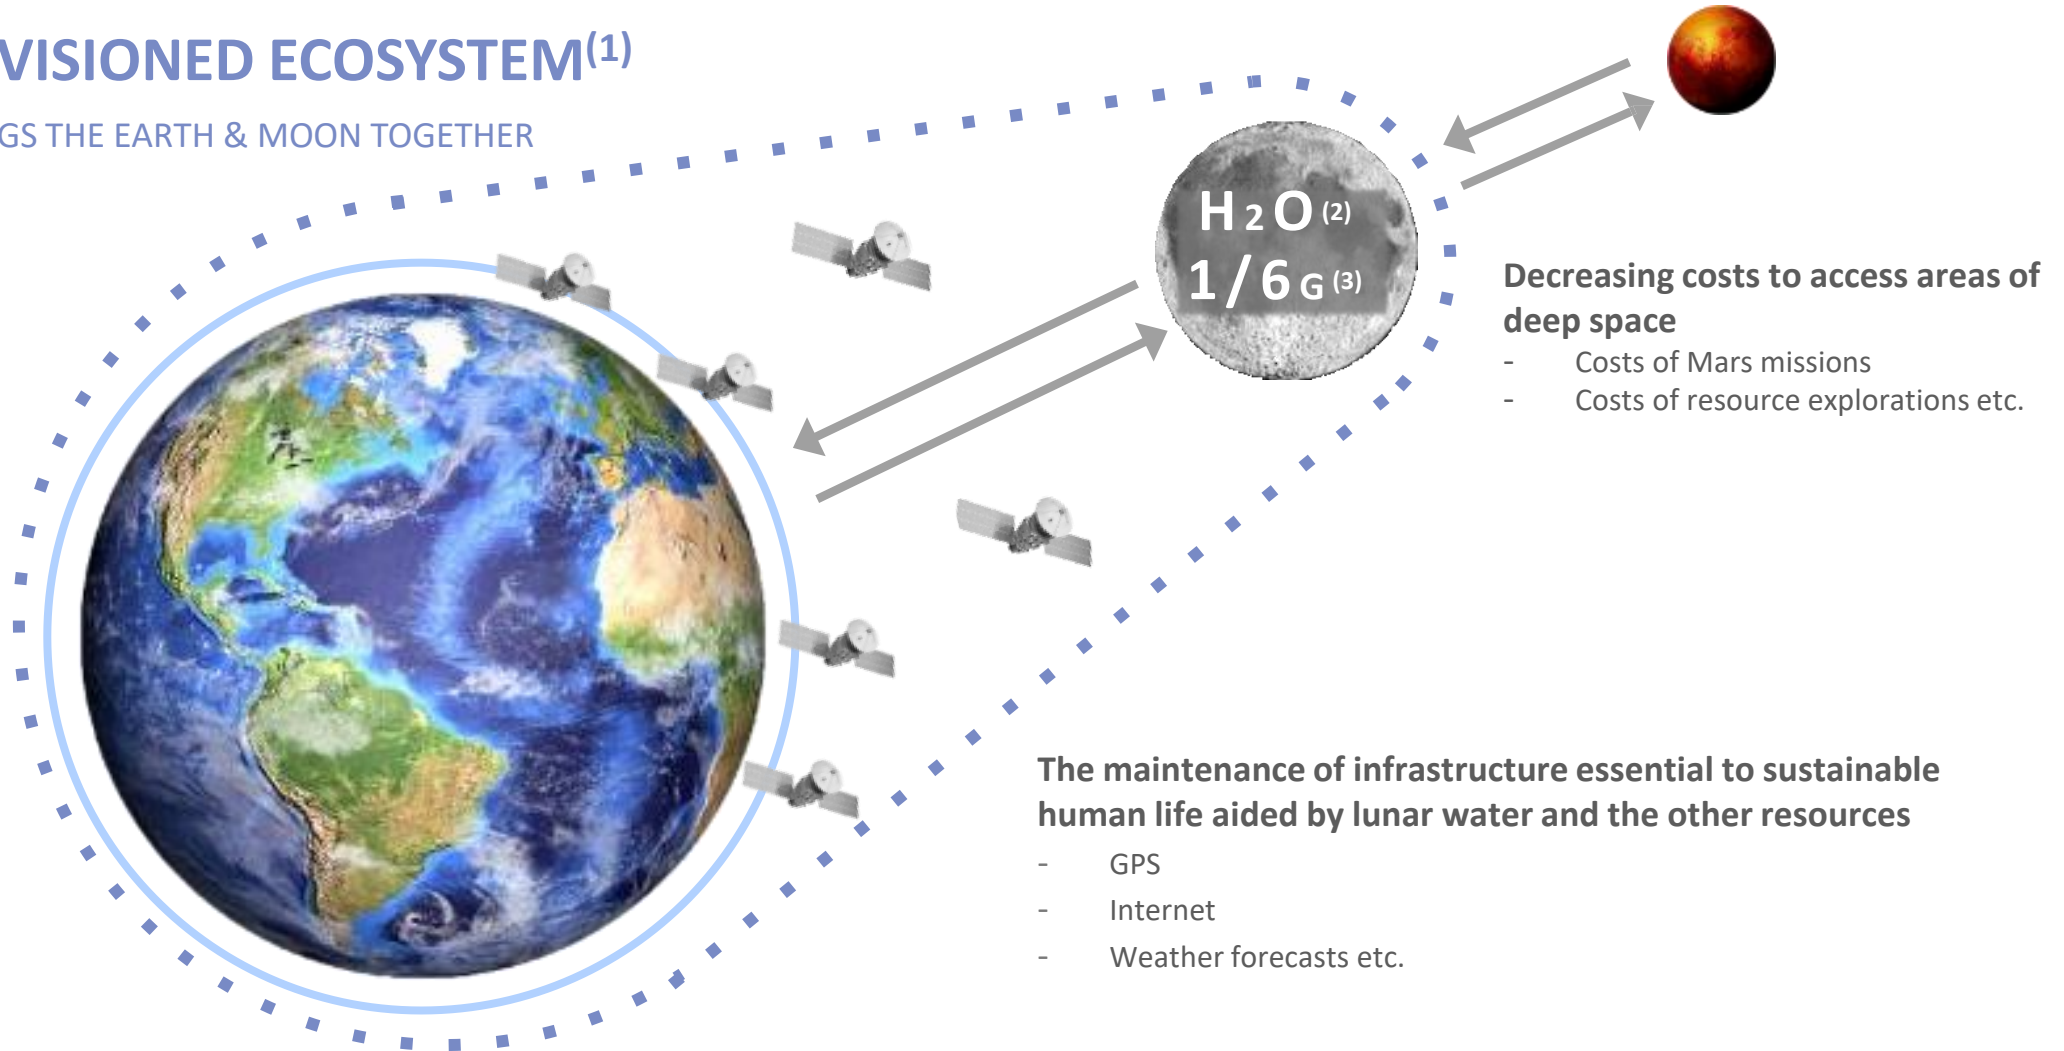 VISIONED ECOSYSTEM(1)
GS THE EARTH & MOON TOGETHER
H2O (2)
1/6 G (3)
Decreasing costs to access areas of
deep space
- Costs of Mars missions
- Costs of resource explorations etc.
The maintenance of infrastructure essential to sustainable
human life aided by lunar water and the other resources
- GPS
- Internet
- Weather forecasts etc.